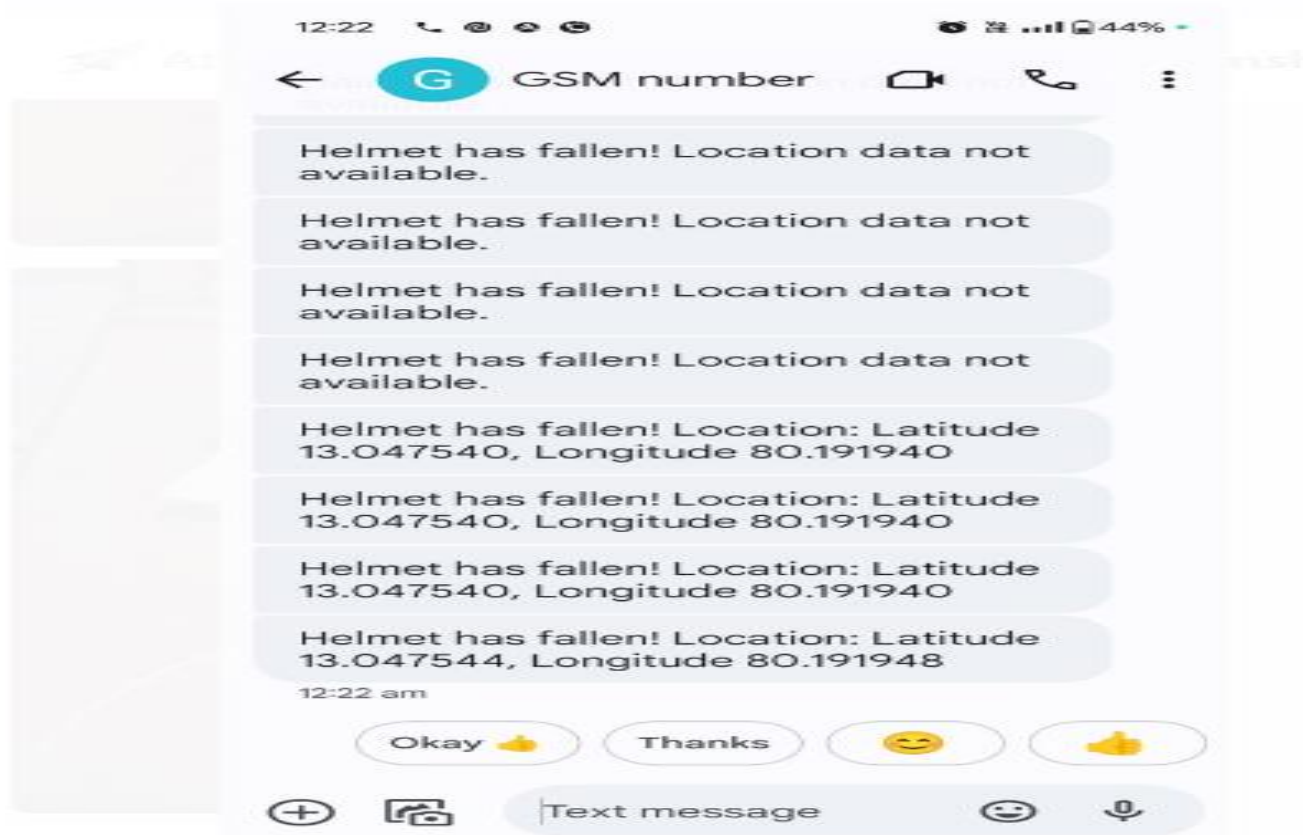 12:22 44%
G GSM number
Helmet has fallen! Location data not
available.
Helmet has fallen! Location data not
available.
Helmet has fallen! Location data not
available.
Helmet has fallen! Location data not
available.
Helmet has fallen! Location: Latitude
13.047540, Longitude 80.191940
Helmet has fallen! Location: Latitude
13.047540, Longitude 80.191940
Helmet has fallen! Location: Latitude
13.047540, Longitude 80.191940
Helmet has fallen! Location: Latitude
13.047544, Longitude 80.191948
12:22 am
Okay 👍 Thanks 😊 👍
Text message